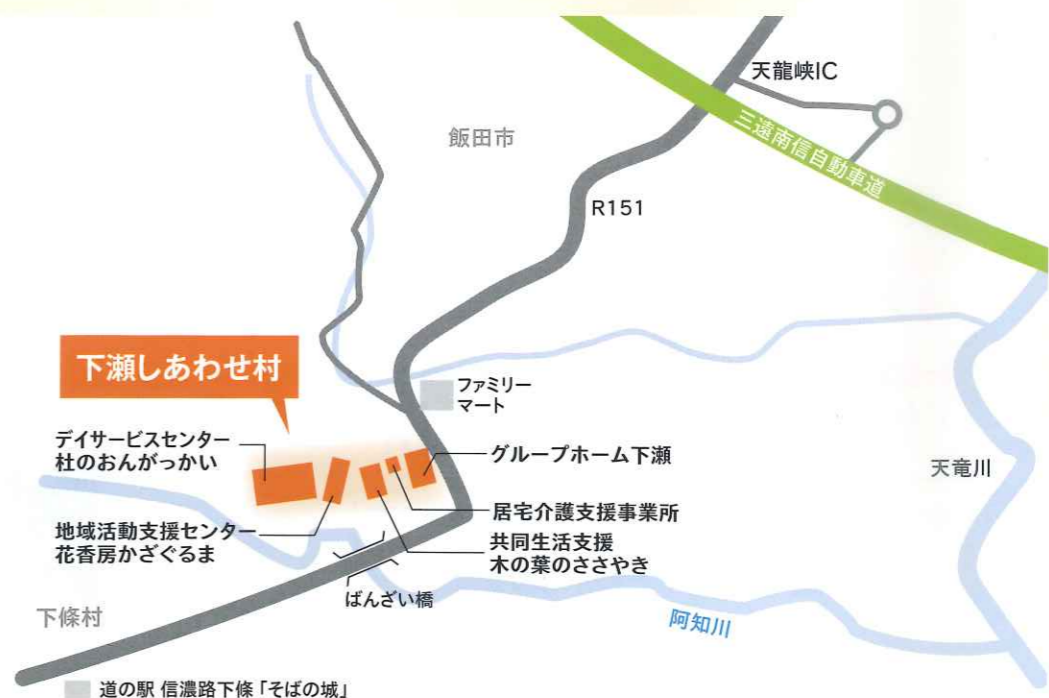 天龍峡IC
三遠南信自動車道
飯田市
R151
下瀬しあわせ村
ファミリー
マート
デイサービスセンター
杜のおんがっかい
グループホーム下瀬
天竜川
居宅介護支援事業所
地域活動支援センター
花香房かざぐるま
共同生活支援
木の葉のささやき
ばんざい橋
下條村
阿知川
道の駅 信濃路下條「そばの城」